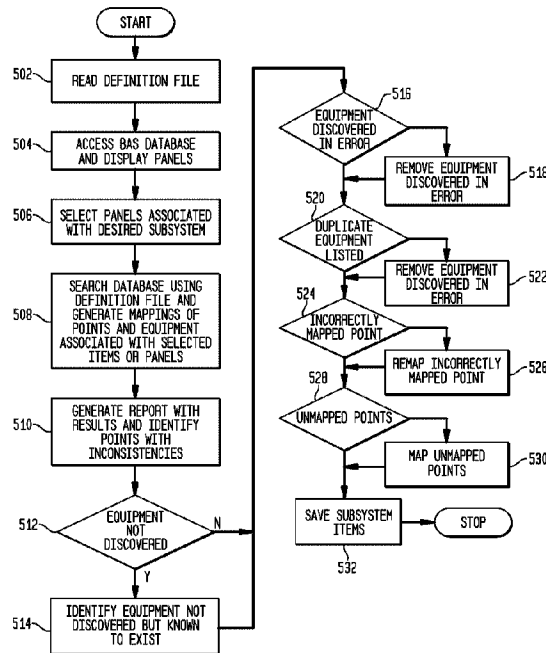 START
502
READ DEFINITION FILE
504
ACCESS BAS DATABASE
AND DISPLAY PANELS
506
SELECT PANELS ASSOCIATED
WITH DESIRED SUBSYSTEM
508
SEARCH DATABASE USING
DEFINITION FILE AND
GENERATE MAPPINGS OF
POINTS AND EQUIPMENT
ASSOCIATED WITH SELECTED
ITEMS OR PANELS
510
GENERATE REPORT WITH
RESULTS AND IDENTIFY
POINTS WITH
INCONSISTENCIES
512
EQUIPMENT
NOT
DISCOVERED
N
Y
514
IDENTIFY EQUIPMENT NOT
DISCOVERED BUT KNOWN
TO EXIST
516
EQUIPMENT
DISCOVERED
IN ERROR
REMOVE EQUIPMENT
DISCOVERED IN
ERROR
518
520
DUPLICATE
EQUIPMENT
LISTED
REMOVE EQUIPMENT
DISCOVERED IN
ERROR
522
524
INCORRECTLY
MAPPED POINT
REMAP INCORRECTLY
MAPPED POINT
526
528
UNMAPPED POINTS
MAP UNMAPPED
POINTS
530
SAVE SUBSYSTEM
ITEMS
532
STOP